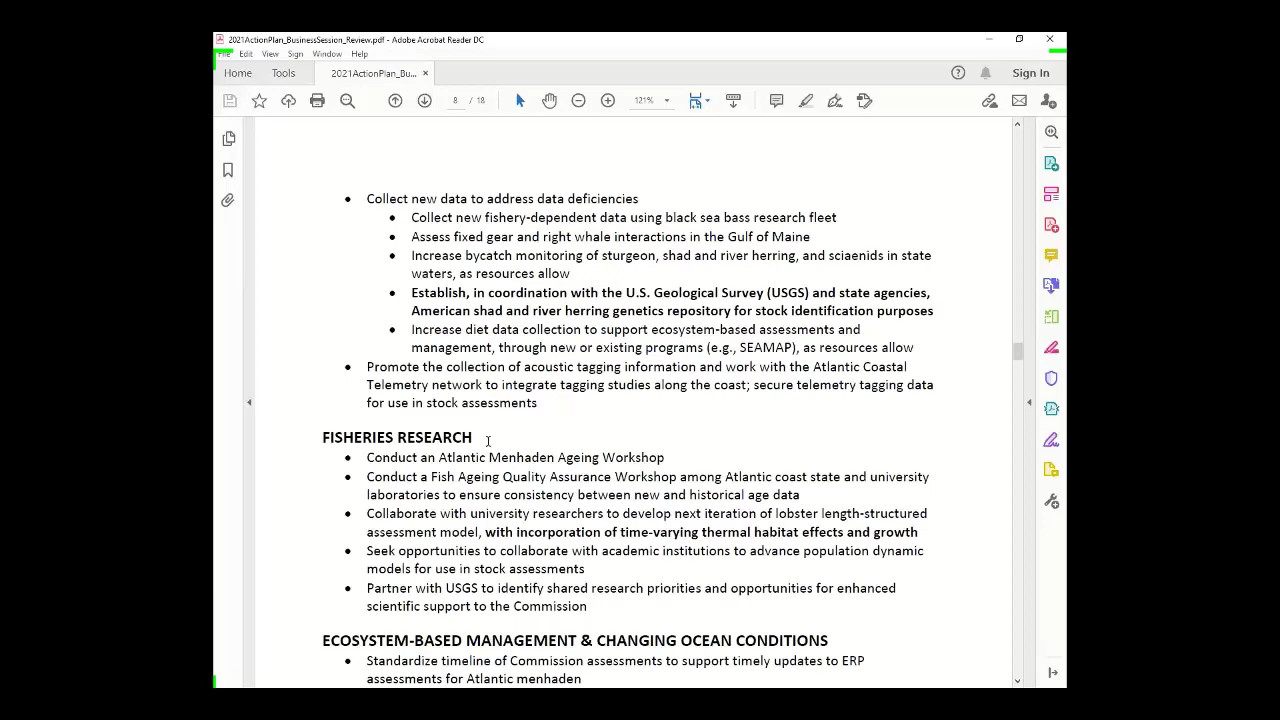 2021ActionPlan_BusinessSession_Review.pdf - Adobe Acrobat Reader DC
File Edit View Sign Window Help
Home Tools 2021ActionPlan_Bu... × Sign In
8 / 18 121%
• Collect new data to address data deficiencies
• Collect new fishery-dependent data using black sea bass research fleet
• Assess fixed gear and right whale interactions in the Gulf of Maine
• Increase bycatch monitoring of sturgeon, shad and river herring, and sciaenids in state
waters, as resources allow
• Establish, in coordination with the U.S. Geological Survey (USGS) and state agencies,
American shad and river herring genetics repository for stock identification purposes
• Increase diet data collection to support ecosystem-based assessments and
management, through new or existing programs (e.g., SEAMAP), as resources allow
• Promote the collection of acoustic tagging information and work with the Atlantic Coastal
Telemetry network to integrate tagging studies along the coast; secure telemetry tagging data
for use in stock assessments
FISHERIES RESEARCH
• Conduct an Atlantic Menhaden Ageing Workshop
• Conduct a Fish Ageing Quality Assurance Workshop among Atlantic coast state and university
laboratories to ensure consistency between new and historical age data
• Collaborate with university researchers to develop next iteration of lobster length-structured
assessment model, with incorporation of time-varying thermal habitat effects and growth
• Seek opportunities to collaborate with academic institutions to advance population dynamic
models for use in stock assessments
• Partner with USGS to identify shared research priorities and opportunities for enhanced
scientific support to the Commission
ECOSYSTEM-BASED MANAGEMENT & CHANGING OCEAN CONDITIONS
• Standardize timeline of Commission assessments to support timely updates to ERP
assessments for Atlantic menhaden